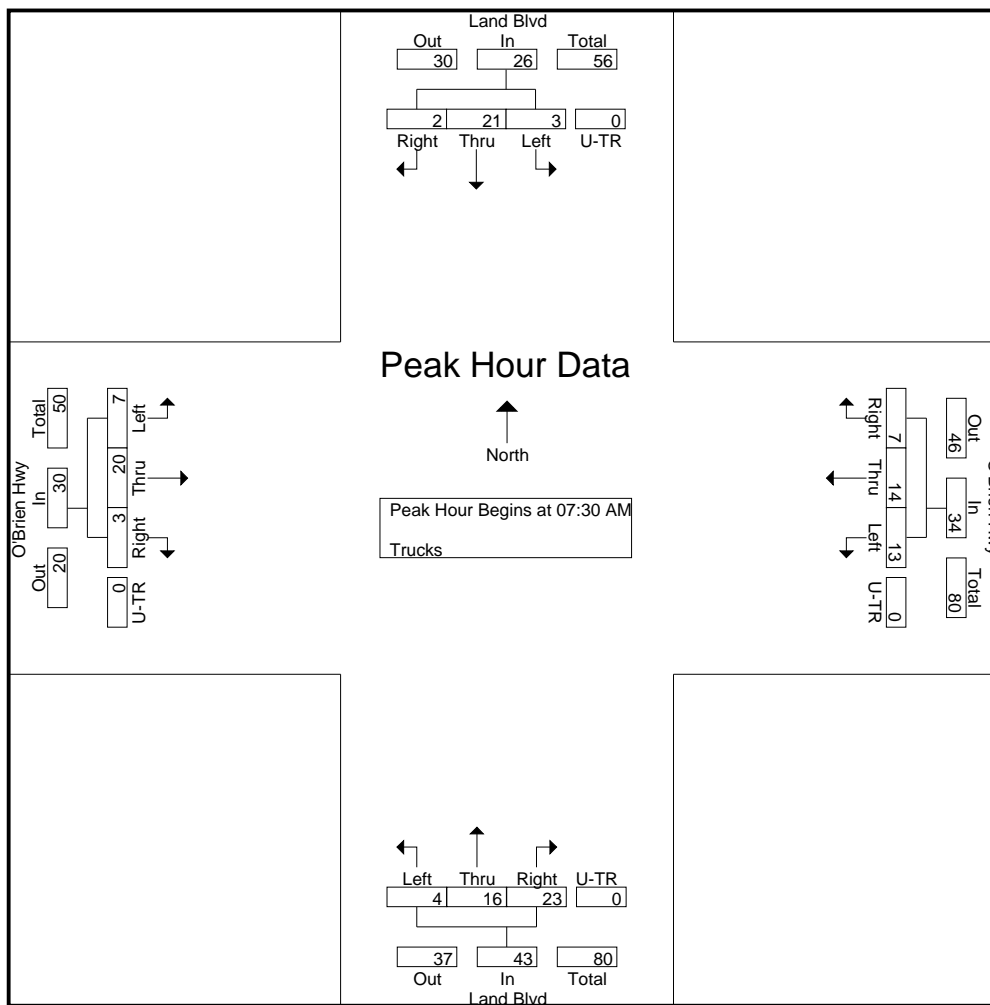 Land Blvd
Out In Total
30 26 56
2 21 3 0
Right Thru Left U-TR
Peak Hour Data
North
Peak Hour Begins at 07:30 AM
Trucks
O'Brien Hwy
Out In Total
20 30 50
7 20 3 0
Left Thru Right U-TR
Out In Total
46 34 80
Right Thru Left U-TR
7 14 13 0
Left Thru Right U-TR
4 16 23 0
37 43 80
Out In Total
Land Blvd